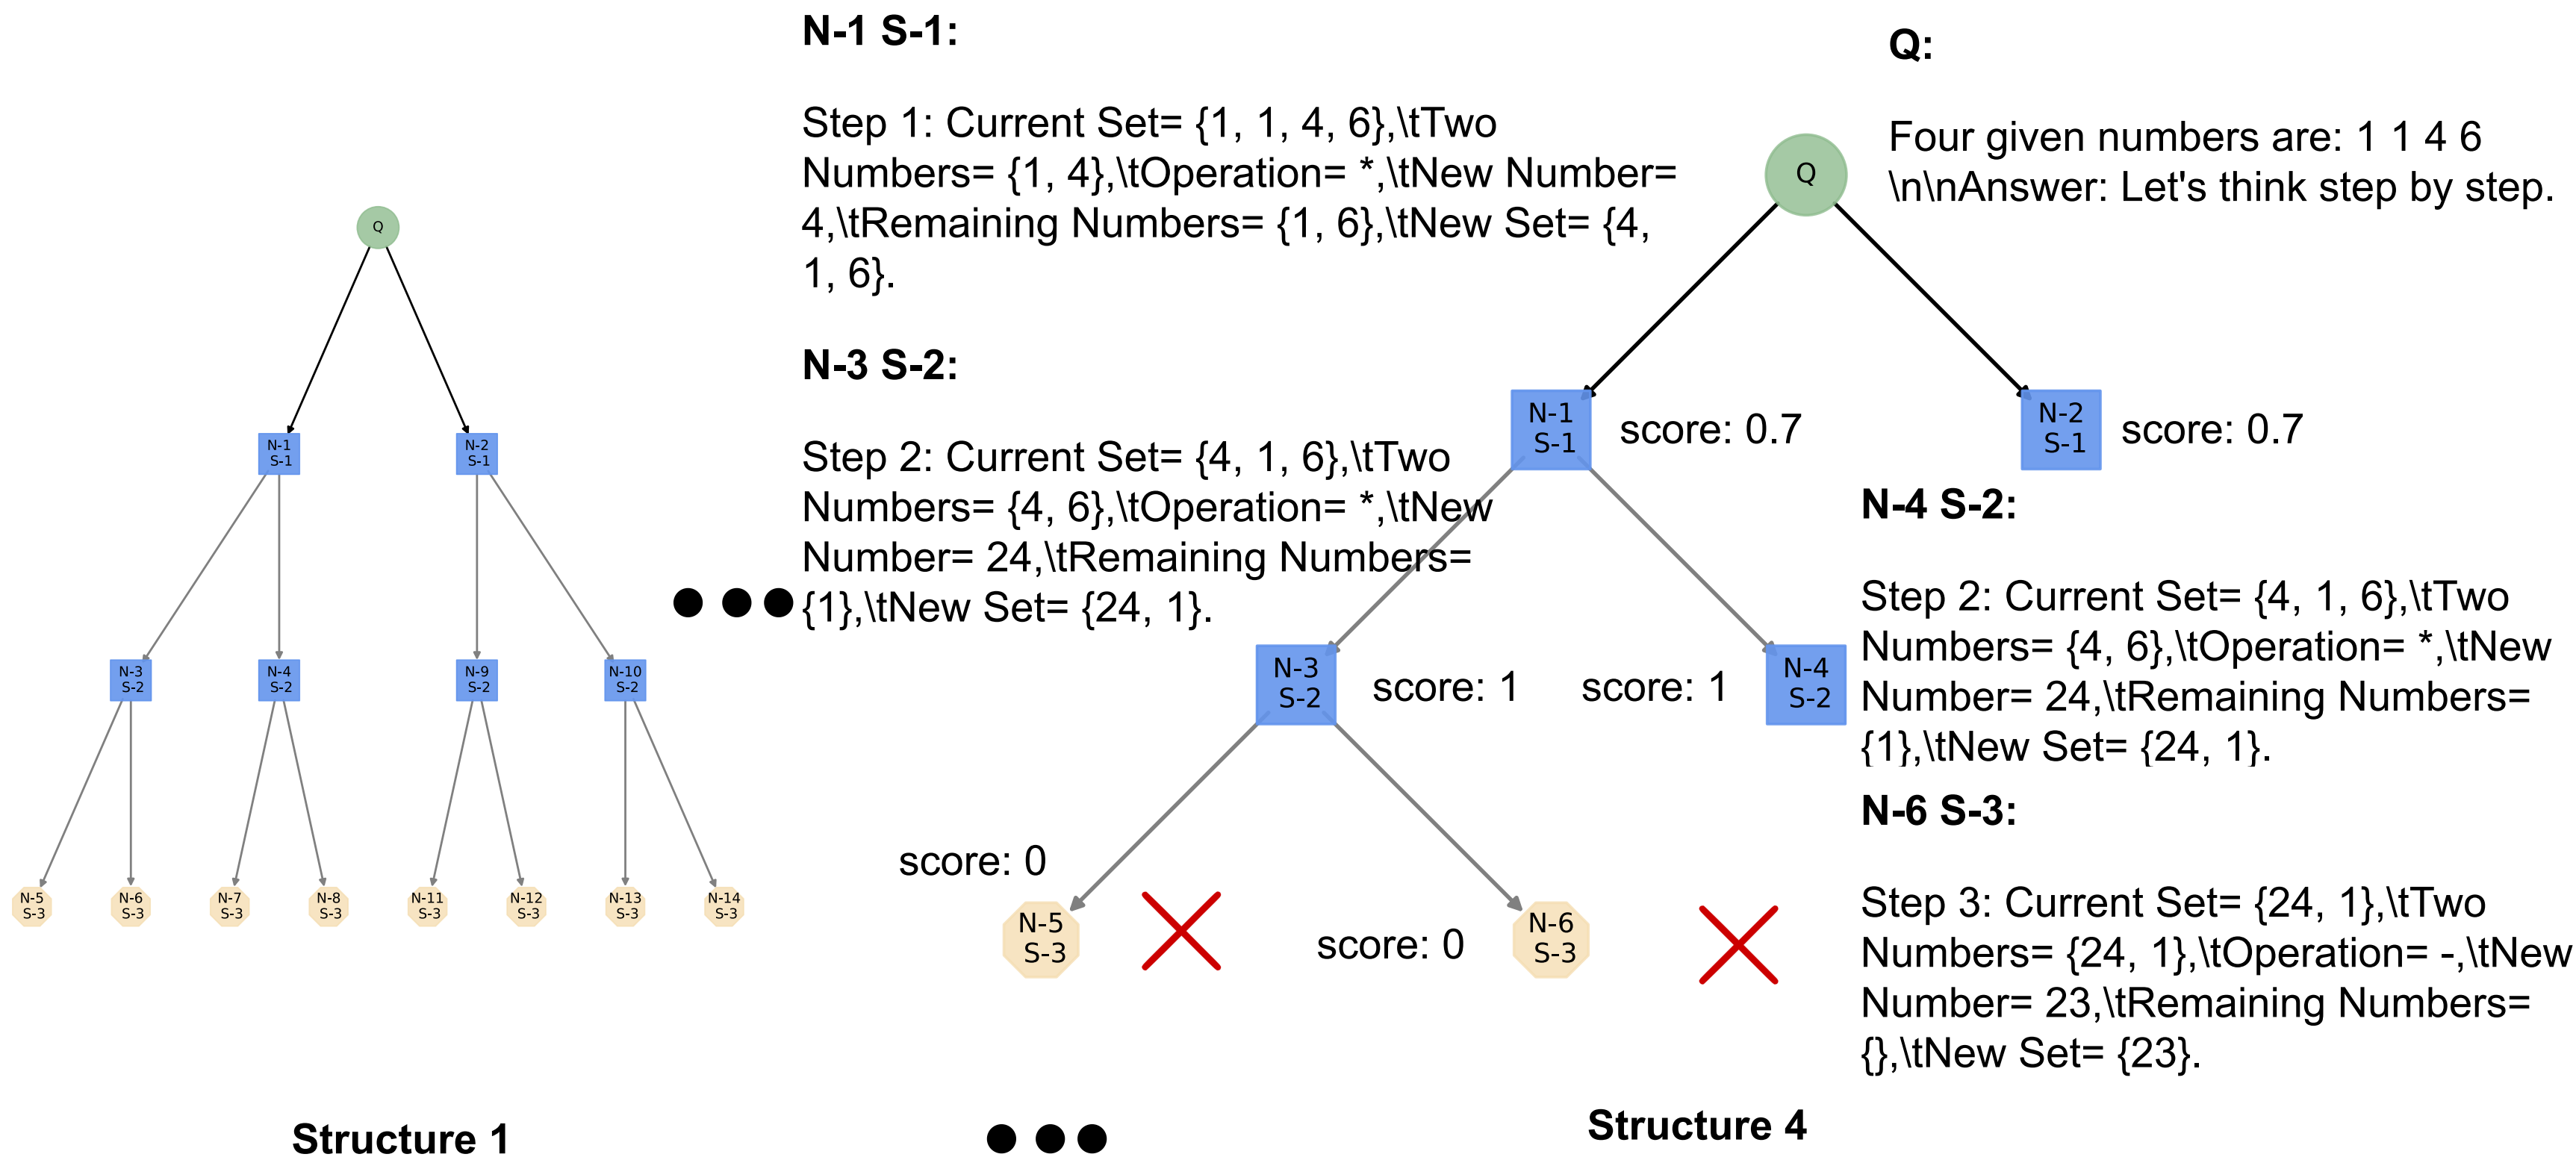 Q
N-1
S-1
N-2
S-1
N-3
S-2
N-4
S-2
N-9
S-2
N-10
S-2
N-5
S-3
N-6
S-3
N-7
S-3
N-8
S-3
N-11
S-3
N-12
S-3
N-13
S-3
N-14
S-3
Structure 1
N-1 S-1:
Step 1: Current Set= {1, 1, 4, 6},\tTwo
Numbers= {1, 4},\tOperation= *,\tNew Number=
4,\tRemaining Numbers= {1, 6},\tNew Set= {4,
1, 6}.
N-3 S-2:
Step 2: Current Set= {4, 1, 6},\tTwo
Numbers= {4, 6},\tOperation= *,\tNew
Number= 24,\tRemaining Numbers=
{1},\tNew Set= {24, 1}.
Q:
Four given numbers are: 1 1 4 6
\n\nAnswer: Let's think step by step.
Q
N-1
S-1
score: 0.7
N-2
S-1
score: 0.7
N-3
S-2
score: 1
score: 1
N-4
S-2
N-4 S-2:
Step 2: Current Set= {4, 1, 6},\tTwo
Numbers= {4, 6},\tOperation= *,\tNew
Number= 24,\tRemaining Numbers=
{1},\tNew Set= {24, 1}.
score: 0
N-5
S-3
score: 0
N-6
S-3
N-6 S-3:
Step 3: Current Set= {24, 1},\tTwo
Numbers= {24, 1},\tOperation= -,\tNew
Number= 23,\tRemaining Numbers=
{},\tNew Set= {23}.
Structure 4